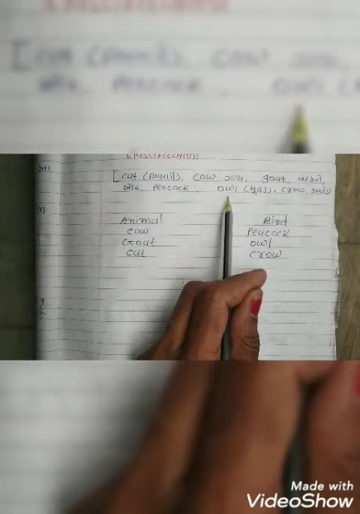 CLASSIFICATION
[cat (बिल्ली), cow गाय, goat, बकरी,
मोर, Peacock owl (उल्लू), crow कौआ
Animal Bird
cow Peacock
Goat owl
cat crow
Made with
VideoShow